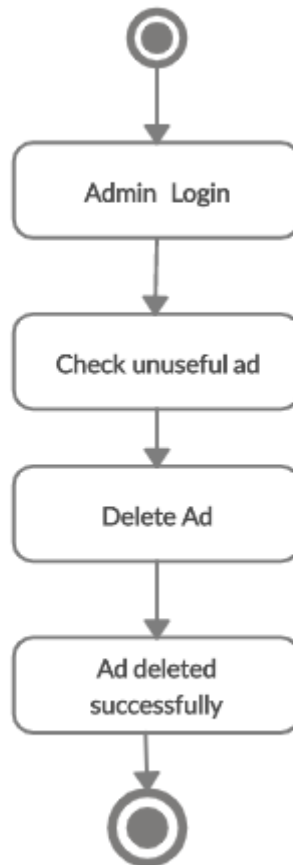 Admin Login
Check unuseful ad
Delete Ad
Ad deleted
successfully